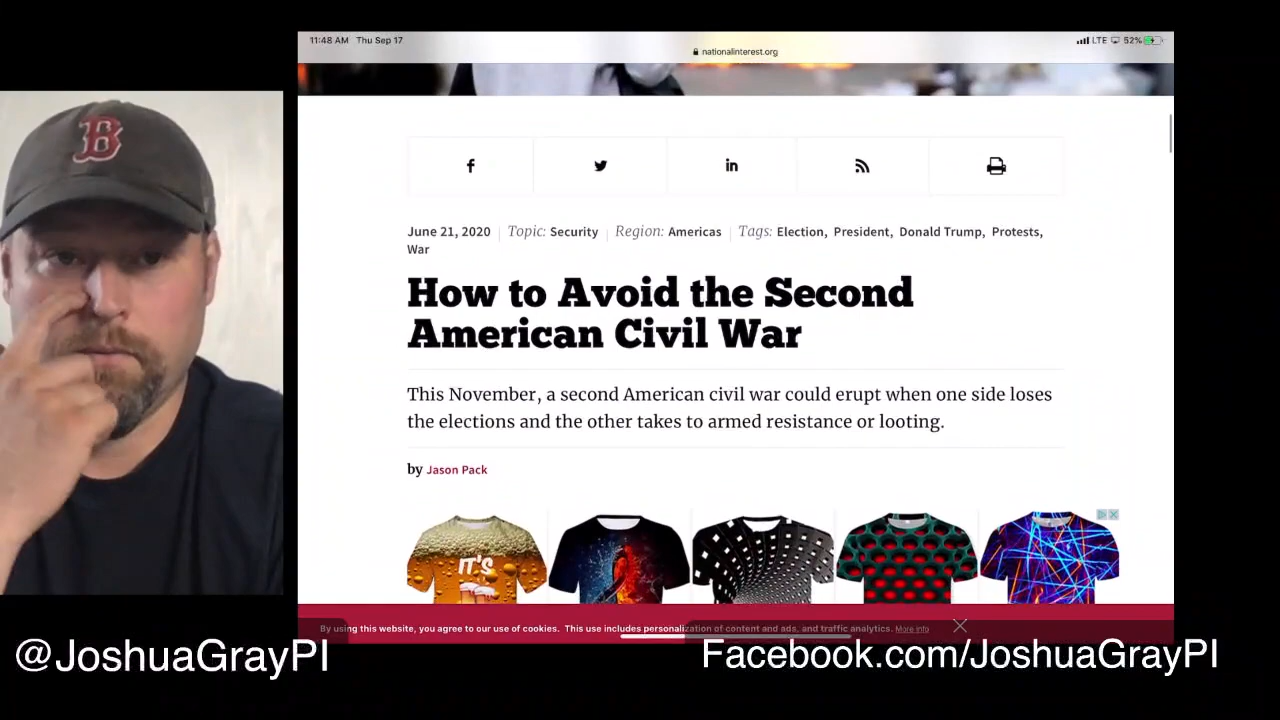 11:48 AM Thu Sep 17
nationalinterest.org
LTE 52%
B
f
in
June 21, 2020 | Topic: Security | Region: Americas | Tags: Election, President, Donald Trump, Protests,
War
How to Avoid the Second
American Civil War
This November, a second American civil war could erupt when one side loses
the elections and the other takes to armed resistance or looting.
by Jason Pack
IT'S
By using this website, you agree to our use of cookies. This use includes personalization of content and ads, and traffic analytics. More info
@JoshuaGrayPI
Facebook.com/JoshuaGrayPI